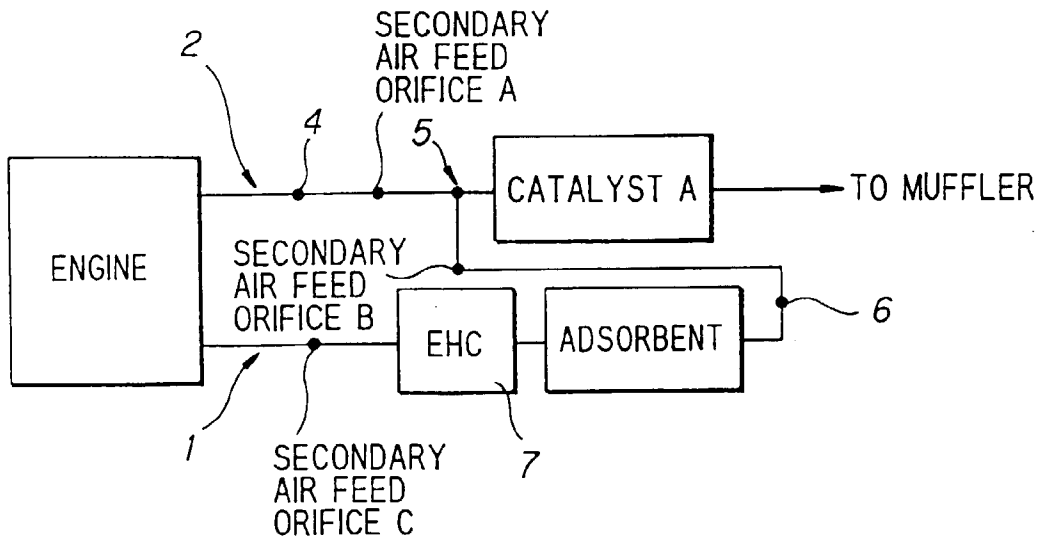 SECONDARY
AIR FEED
ORIFICE A
2
4
5
ENGINE
CATALYST A
TO MUFFLER
SECONDARY
AIR FEED
ORIFICE B
EHC
ADSORBENT
6
1
7
SECONDARY
AIR FEED
ORIFICE C